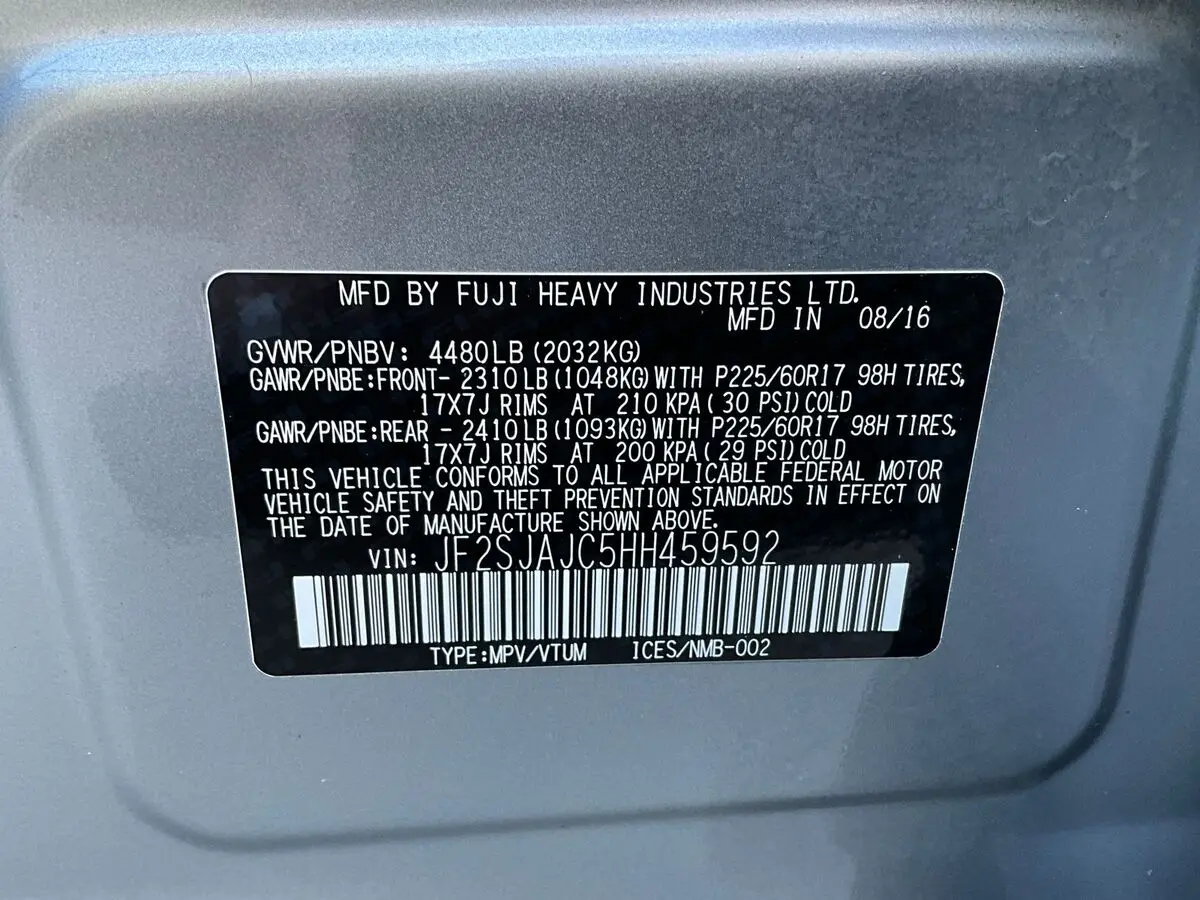 MFD BY FUJI HEAVY INDUSTRIES LTD.
MFD IN 08/16
GVWR/PNBV: 4480LB (2032KG)
GAWR/PNBE:FRONT- 2310LB (1048KG) WITH P225/60R17 98H TIRES,
17X7J RIMS AT 210 KPA (30 PSI) COLD
GAWR/PNBE:REAR - 2410LB (1093KG) WITH P225/60R17 98H TIRES,
17X7J RIMS AT 200 KPA (29 PSI) COLD
THIS VEHICLE CONFORMS TO ALL APPLICABLE FEDERAL MOTOR
VEHICLE SAFETY AND THEFT PREVENTION STANDARDS IN EFFECT ON
THE DATE OF MANUFACTURE SHOWN ABOVE.
VIN: JF2SJAJC5HH459592
TYPE:MPV/VTUM ICES/NMB-002